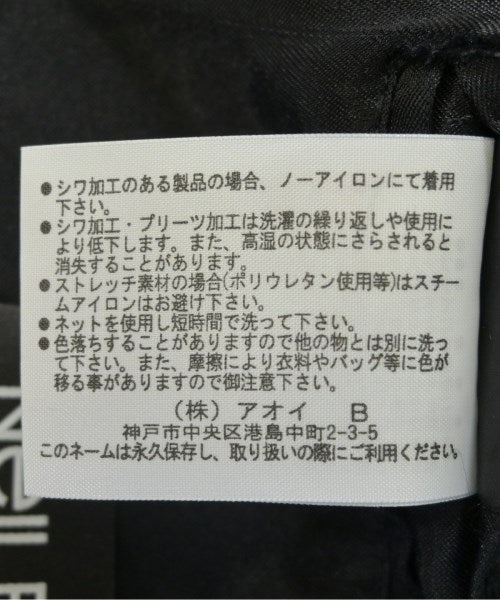 ●シワ加工のある製品の場合、ノーアイロンにて着用
下さい。
●シワ加工・プリーツ加工は洗濯の繰り返しや使用に
より低下します。また、高湿の状態にさらされると
消失することがあります。
●ストレッチ素材の場合(ポリウレタン使用等)はスチー
ムアイロンはお避け下さい。
●ネットを使用し短時間で洗って下さい。
●色落ちすることがありますので他の物とは別に洗っ
て下さい。また、摩擦により衣料やバッグ等に色が
移る事がありますので御注意下さい。
(株) アオイ B
神戸市中央区港島中町2-3-5
このネームは永久保存し、取り扱いの際にご利用ください。